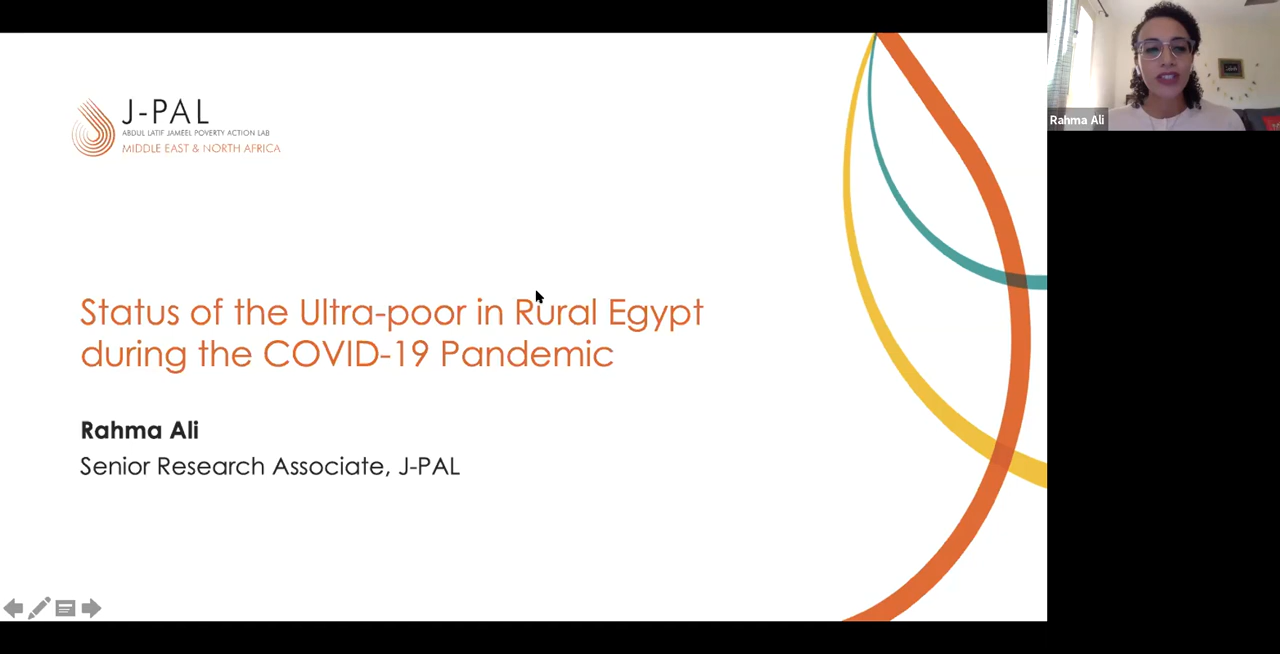 J-PAL
ABDUL LATIF JAMEEL POVERTY ACTION LAB
MIDDLE EAST & NORTH AFRICA
Status of the Ultra-poor in Rural Egypt
during the COVID-19 Pandemic
Rahma Ali
Senior Research Associate, J-PAL
Rahma Ali